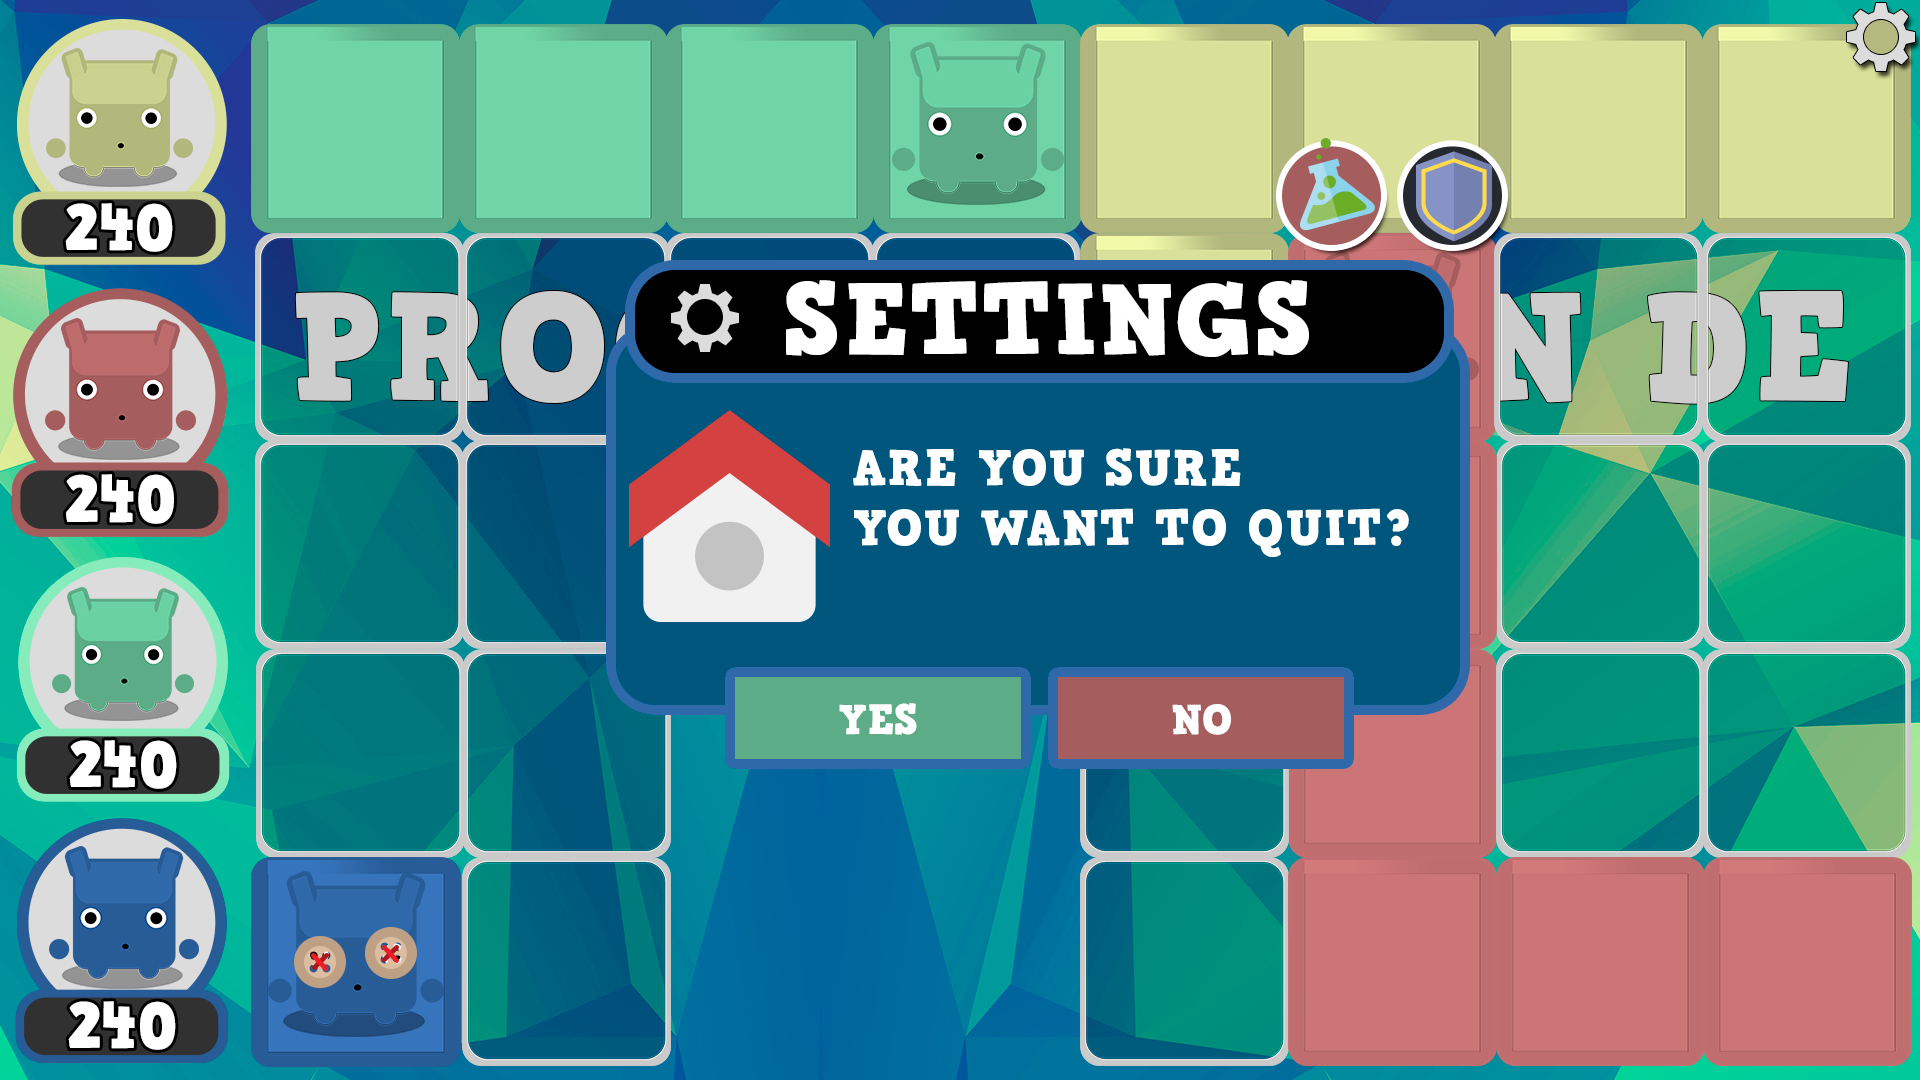 SETTINGS
PRO
N DE
ARE YOU SURE
YOU WANT TO QUIT?
YES
NO
240
240
240
240